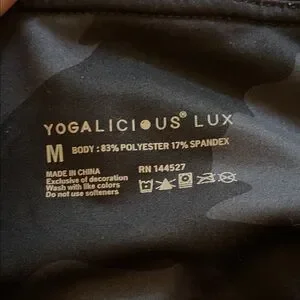 YOGALICIOUS® LUX
M BODY: 83% POLYESTER 17% SPANDEX
MADE IN CHINA RN 144527
Exclusive of decoration
Wash with like colors
Do not use softeners